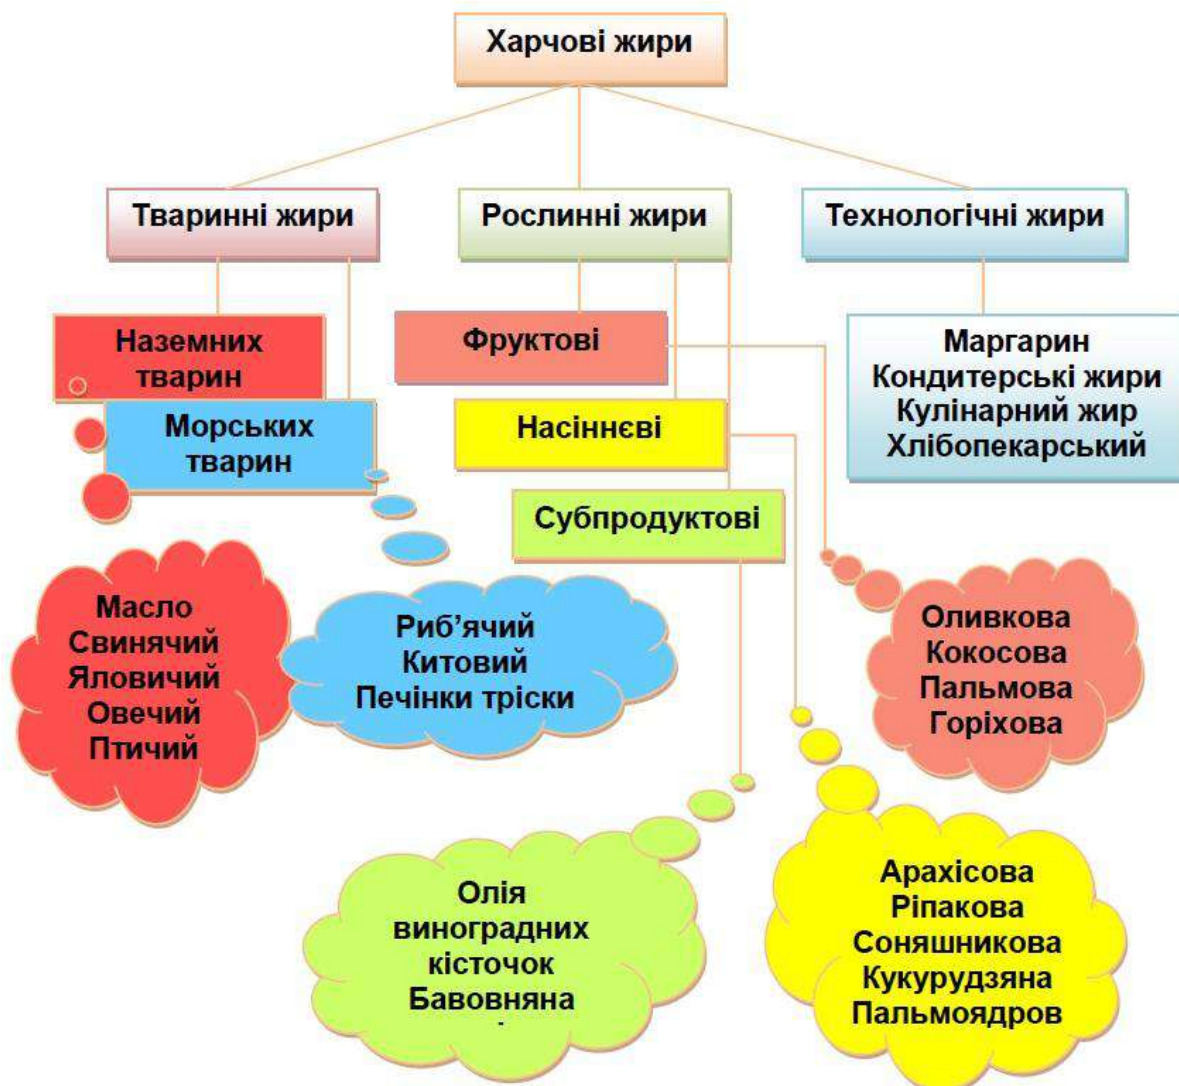 Харчові жири
Тваринні жири
Рослинні жири
Технологічні жири
Наземних
тварин
Морських
тварин
Фруктові
Насіннєві
Субпродуктові
Маргарин
Кондитерські жири
Кулінарний жир
Хлібопекарський
Масло
Свинячий
Яловичий
Овечий
Птичий
Риб’ячий
Китовий
Печінки тріски
Оливкова
Кокосова
Пальмова
Горіхова
Олія
виноградних
кісточок
Бавовняна
Арахісова
Ріпакова
Соняшникова
Кукурудзяна
Пальмоядров